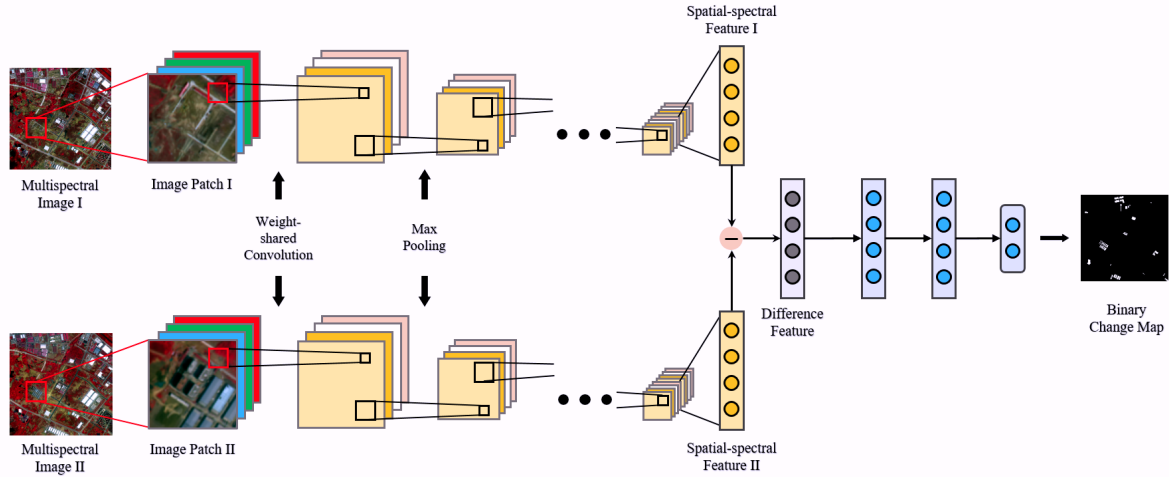 Spatial-spectral
Feature I
Multispectral
Image I
Image Patch I
Weight-
shared
Convolution
Max
Pooling
Difference
Feature
Binary
Change Map
Multispectral
Image II
Image Patch II
Spatial-spectral
Feature II